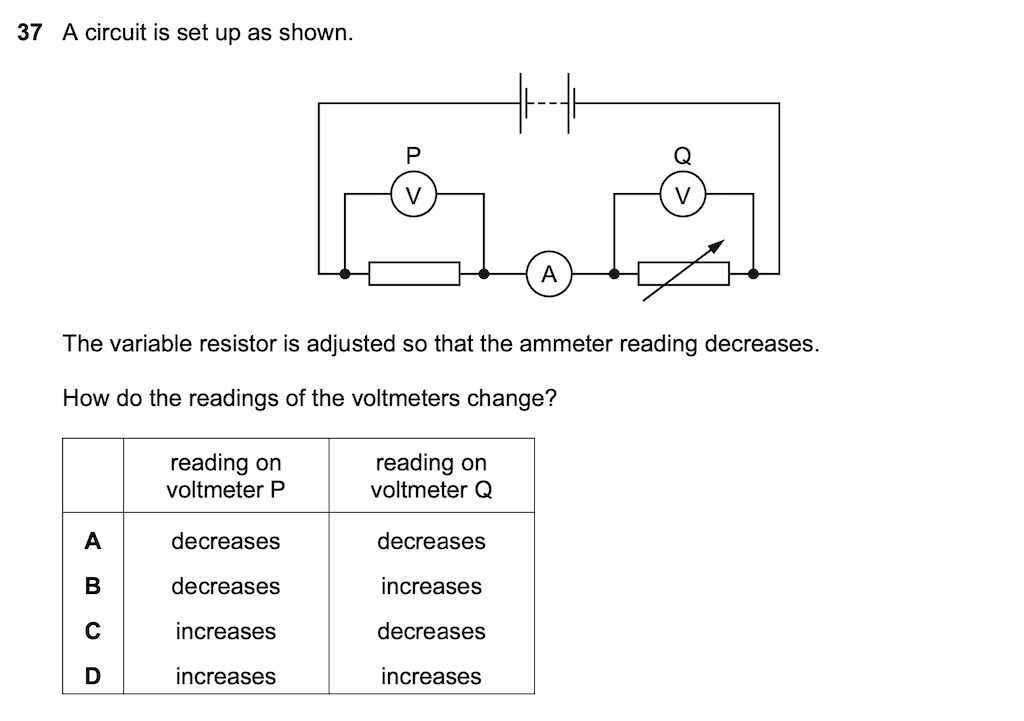 37 A circuit is set up as shown.
P
Q
V
V
A
The variable resistor is adjusted so that the ammeter reading decreases.
How do the readings of the voltmeters change?
reading on voltmeter P
reading on voltmeter Q
A decreases decreases
B decreases increases
C increases decreases
D increases increases